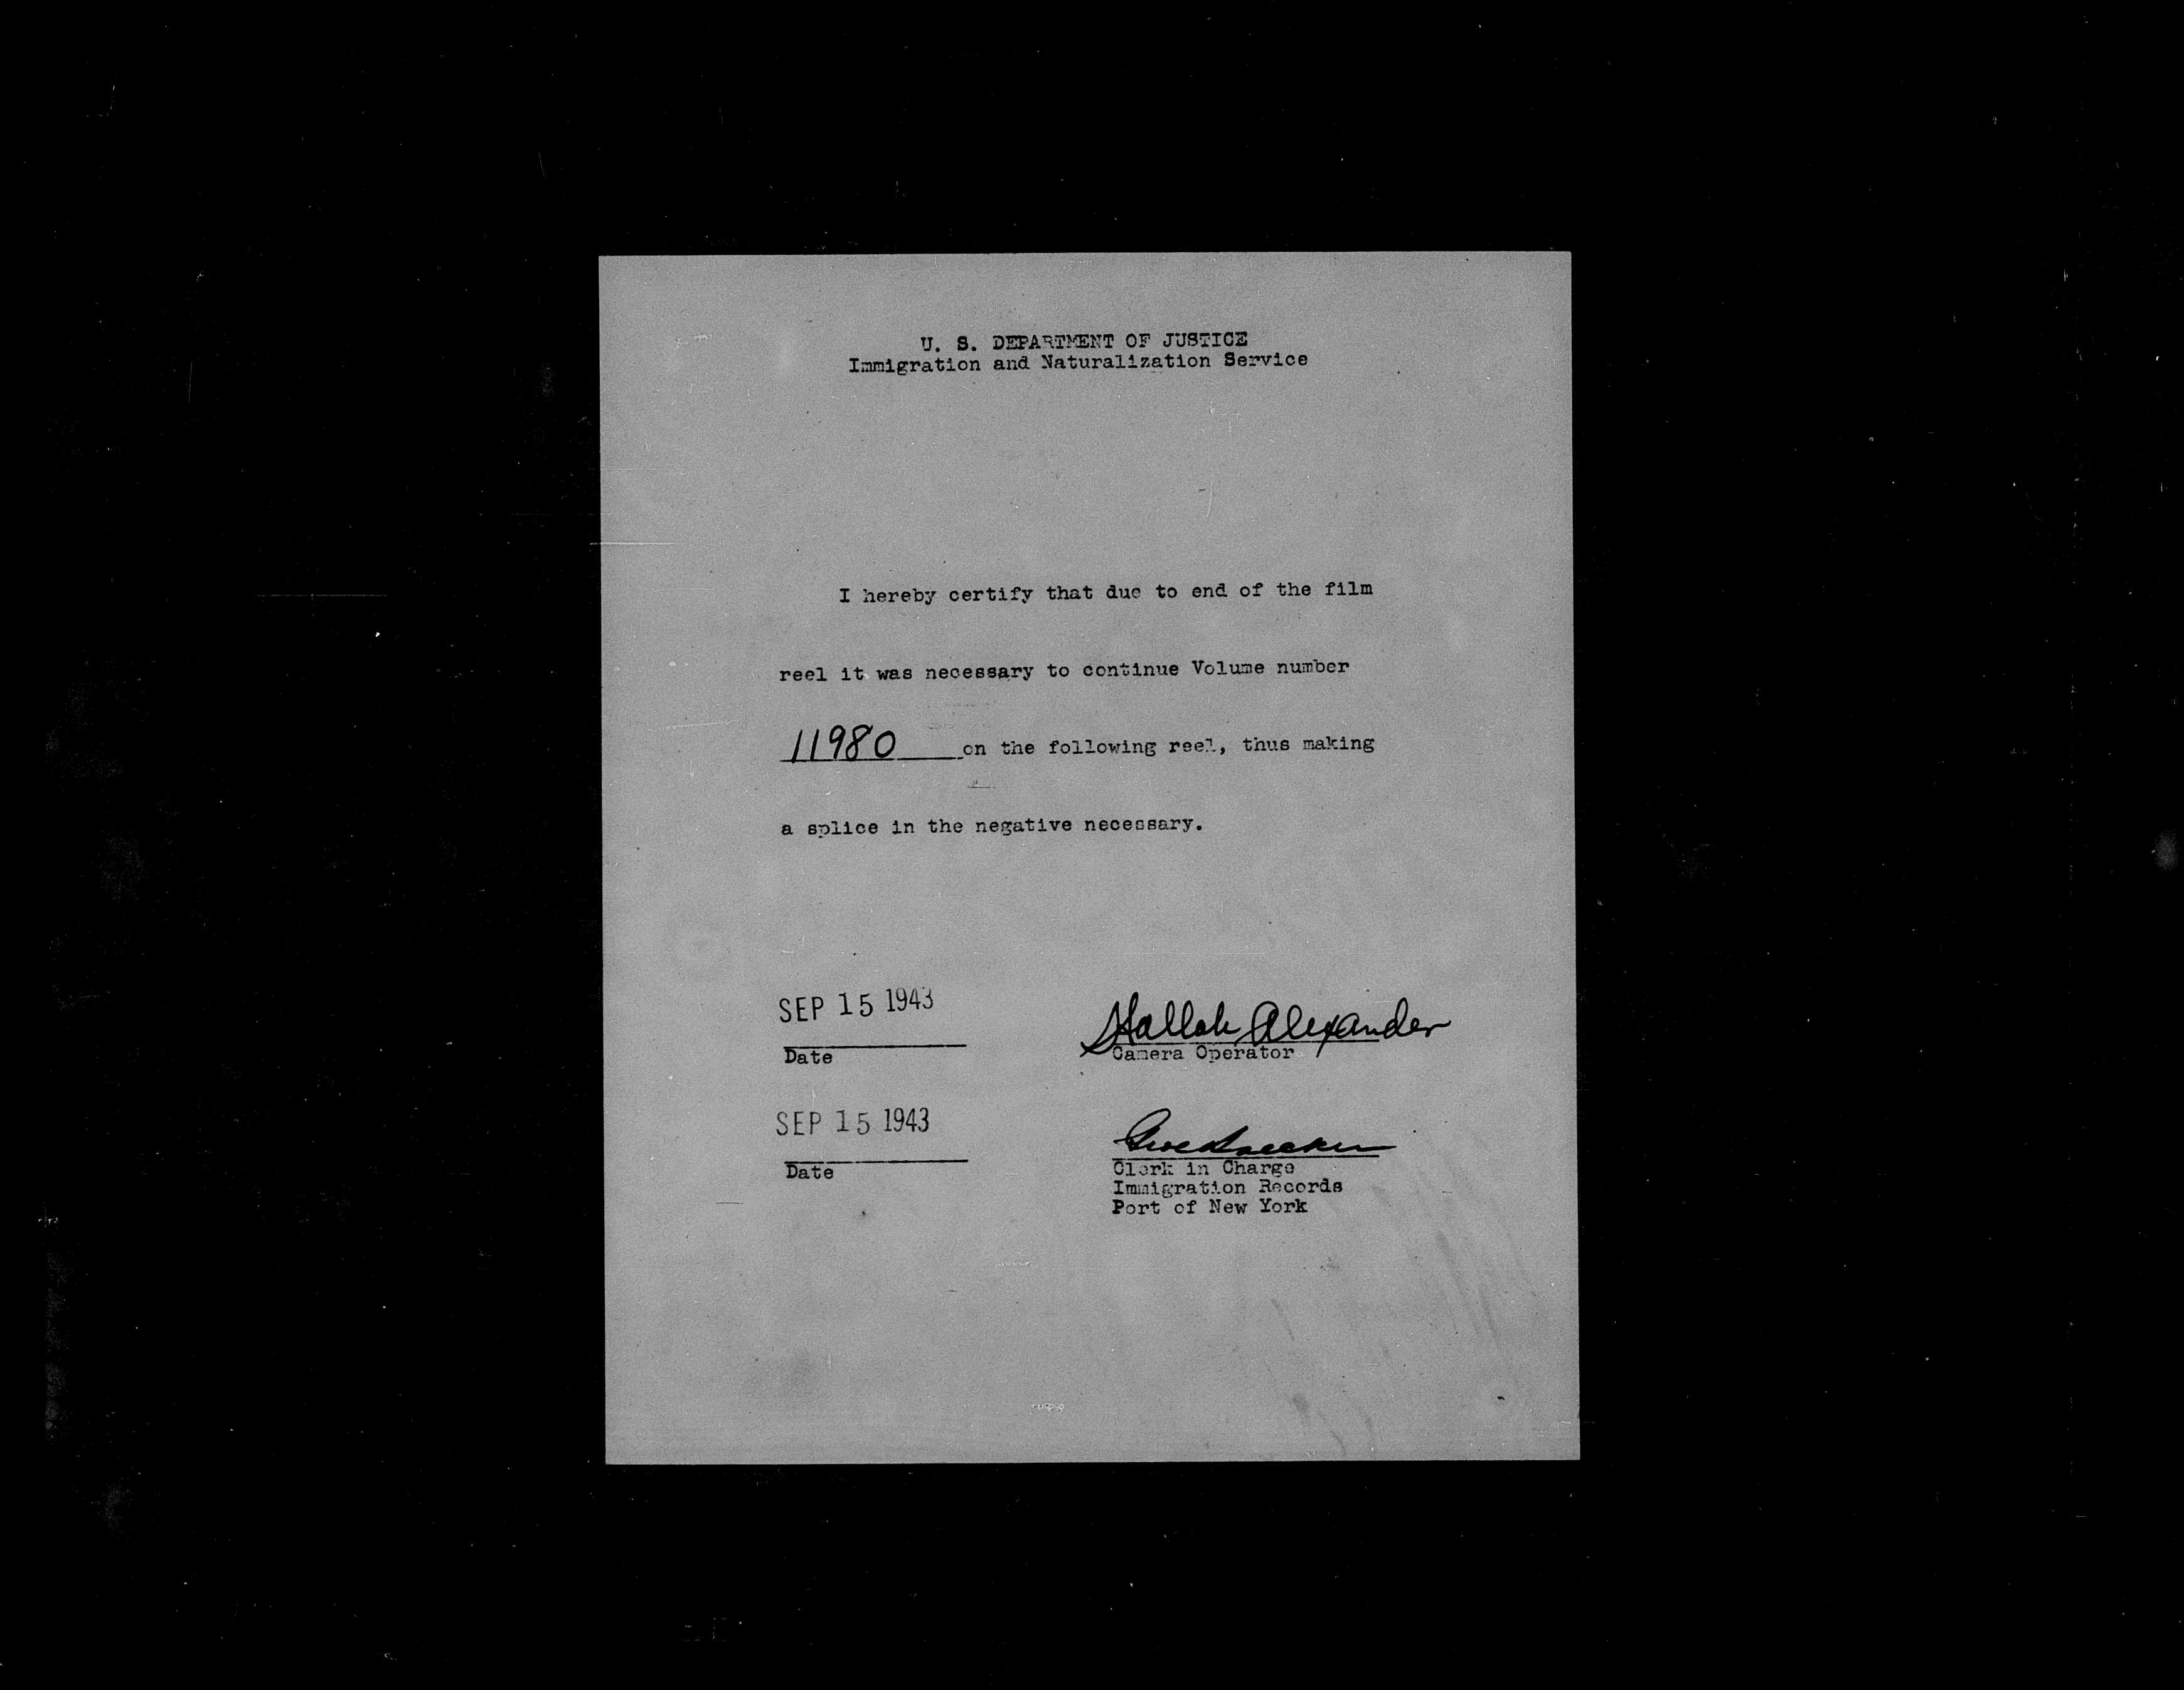 U. S. DEPARTMENT OF JUSTICE
Immigration and Naturalization Service
I hereby certify that due to end of the film
reel it was necessary to continue Volume number
11980 on the following reel, thus making
a splice in the negative necessary.
SEP 15 1943
Date
Alexander
Camera Operator
SEP 15 1943
Date
Clerk in Charge
Immigration Records
Port of New York